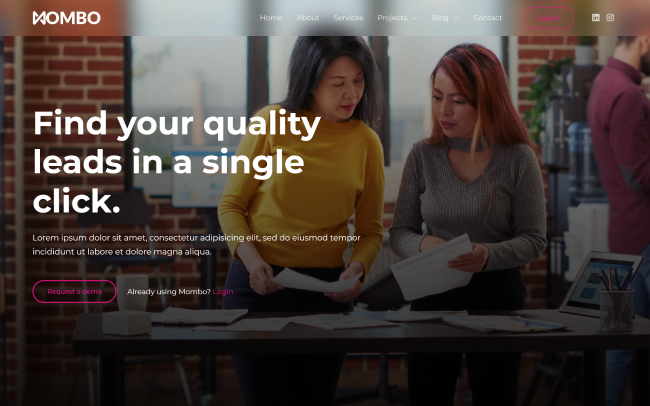 MOMBO
Home About Services Projects Blog Contact
Find your quality
leads in a single
click.
Lorem ipsum dolor sit amet, consectetur adipisicing elit, sed do eiusmod tempor
incididunt ut labore et dolore magna aliqua.
Request a demo Already using Mombo? Login